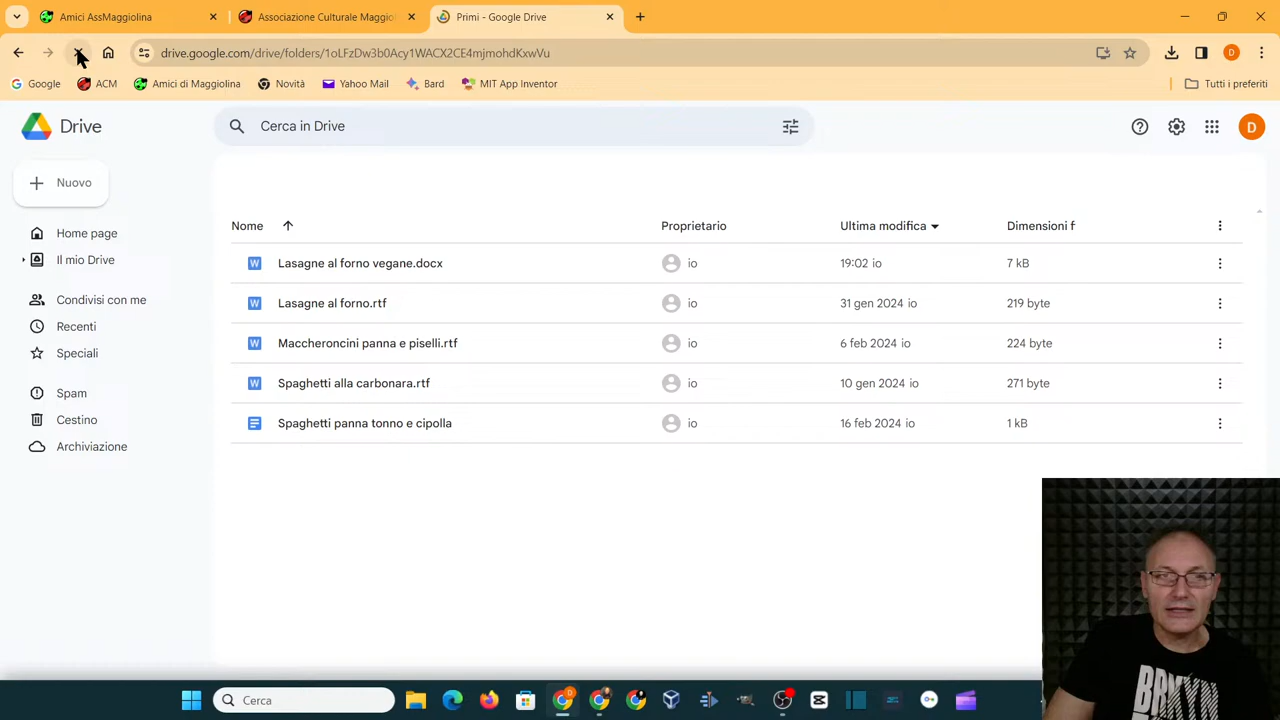 Amici AssMaggiolina
Associazione Culturale Maggiol
Primi - Google Drive
drive.google.com/drive/folders/1oLFzDw3b0Acy1WACX2CE4mjmohdKxwVu
D
Google
ACM
Amici di Maggiolina
Novità
Yahoo Mail
Bard
MIT App Inventor
Tutti i preferiti
Drive
Cerca in Drive
D
Nuovo
Home page
Il mio Drive
Condivisi con me
Recenti
Speciali
Spam
Cestino
Archiviazione
Nome Proprietario Ultima modifica Dimensioni f
W Lasagne al forno vegane.docx io 19:02 io 7 kB
W Lasagne al forno.rtf io 31 gen 2024 io 219 byte
W Maccheroncini panna e piselli.rtf io 6 feb 2024 io 224 byte
W Spaghetti alla carbonara.rtf io 10 gen 2024 io 271 byte
Spaghetti panna tonno e cipolla io 16 feb 2024 io 1 kB
Cerca